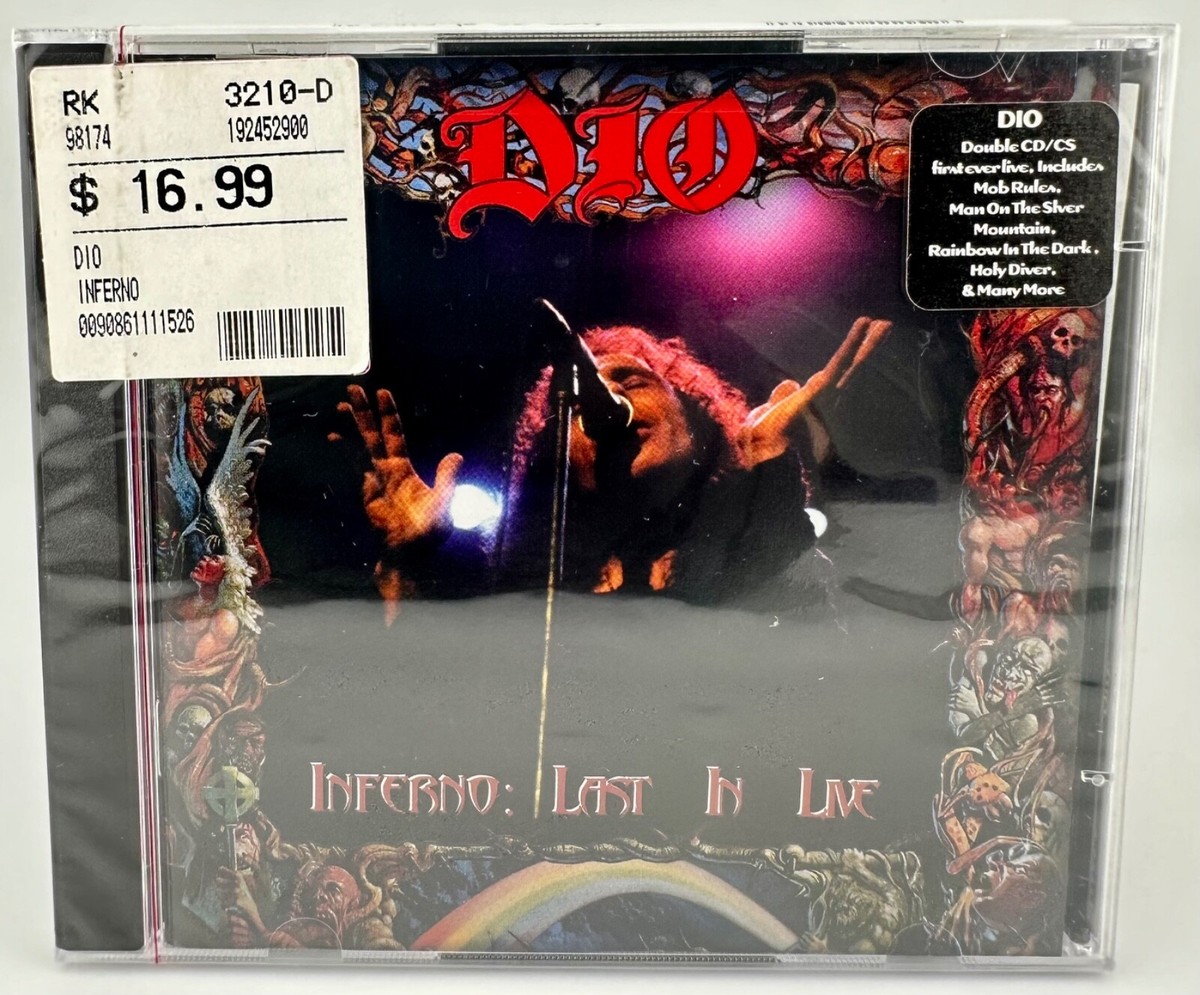 RK 3210-D
98174 192452900
$ 16.99
DIO
INFERNO
0090861111526
DIO
DIO
Double CD/CS
first ever live, Includes
Mob Rules,
Man On The Slver
Mountain,
Rainbow In The Dark,
Holy Diver,
& Many More
INFERNO: LAST IN LIVE